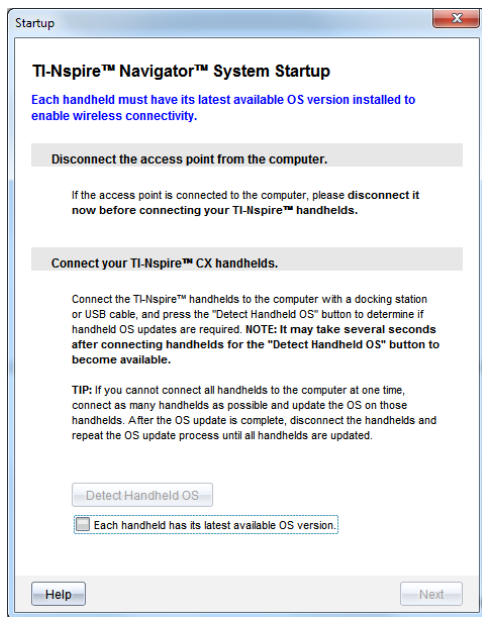 Startup
TI-Nspire™ Navigator™ System Startup
Each handheld must have its latest available OS version installed to
enable wireless connectivity.
Disconnect the access point from the computer.
If the access point is connected to the computer, please disconnect it
now before connecting your TI-Nspire™ handhelds.
Connect your TI-Nspire™ CX handhelds.
Connect the TI-Nspire™ handhelds to the computer with a docking station
or USB cable, and press the "Detect Handheld OS" button to determine if
handheld OS updates are required. NOTE: It may take several seconds
after connecting handhelds for the "Detect Handheld OS" button to
become available.
TIP: If you cannot connect all handhelds to the computer at one time,
connect as many handhelds as possible and update the OS on those
handhelds. After the OS update is complete, disconnect the handhelds and
repeat the OS update process until all handhelds are updated.
Detect Handheld OS
Each handheld has its latest available OS version.
Help
Next